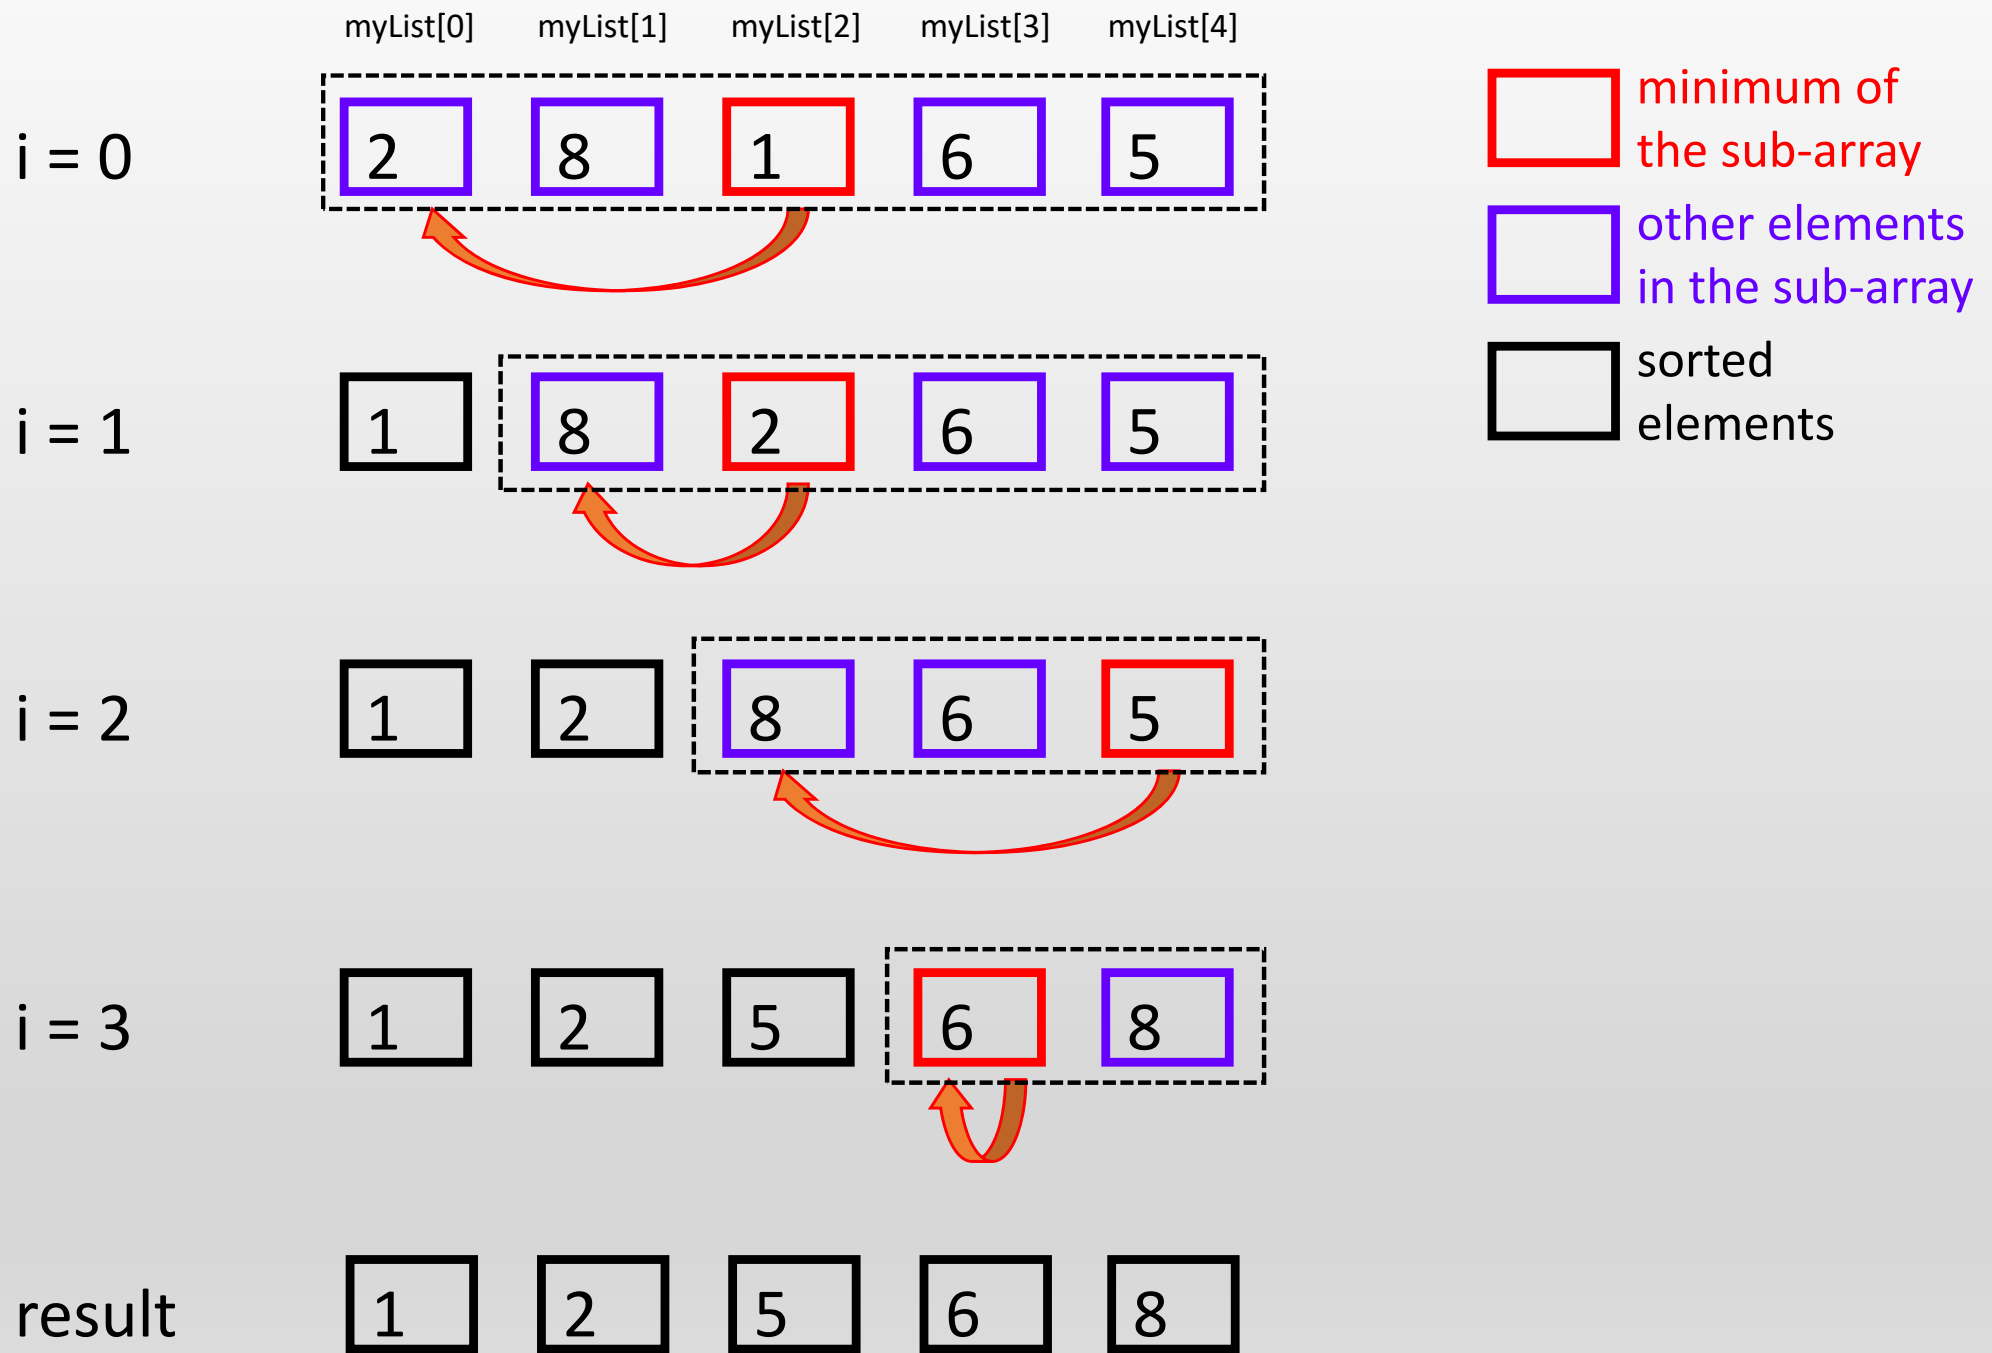 myList[0] myList[1] myList[2] myList[3] myList[4]
i = 0 2 8 1 6 5
i = 1 1 8 2 6 5
i = 2 1 2 8 6 5
i = 3 1 2 5 6 8
result 1 2 5 6 8
minimum of
the sub-array
other elements
in the sub-array
sorted
elements